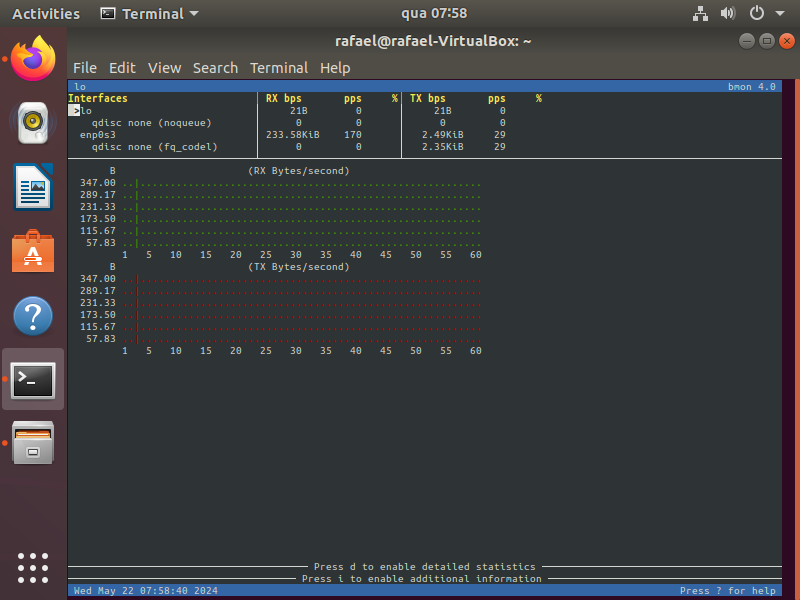 Activities Terminal qua 07:58
rafael@rafael-VirtualBox: ~
File Edit View Search Terminal Help
lo bmon 4.0
Interfaces RX bps pps % TX bps pps %
>lo 21B 0 21B 0
qdisc none (noqueue) 0 0 0 0
enp0s3 233.58KiB 170 2.49KiB 29
qdisc none (fq_codel) 0 0 2.35KiB 29
B (RX Bytes/second)
347.00 ..|.........................................................
289.17 ..|.........................................................
231.33 ..|.........................................................
173.50 ..|.........................................................
115.67 ..|.........................................................
57.83 ..|.........................................................
1 5 10 15 20 25 30 35 40 45 50 55 60
B (TX Bytes/second)
347.00 ..|.........................................................
289.17 ..|.........................................................
231.33 ..|.........................................................
173.50 ..|.........................................................
115.67 ..|.........................................................
57.83 ..|.........................................................
1 5 10 15 20 25 30 35 40 45 50 55 60
Press d to enable detailed statistics
Press i to enable additional information
Wed May 22 07:58:40 2024 Press ? for help